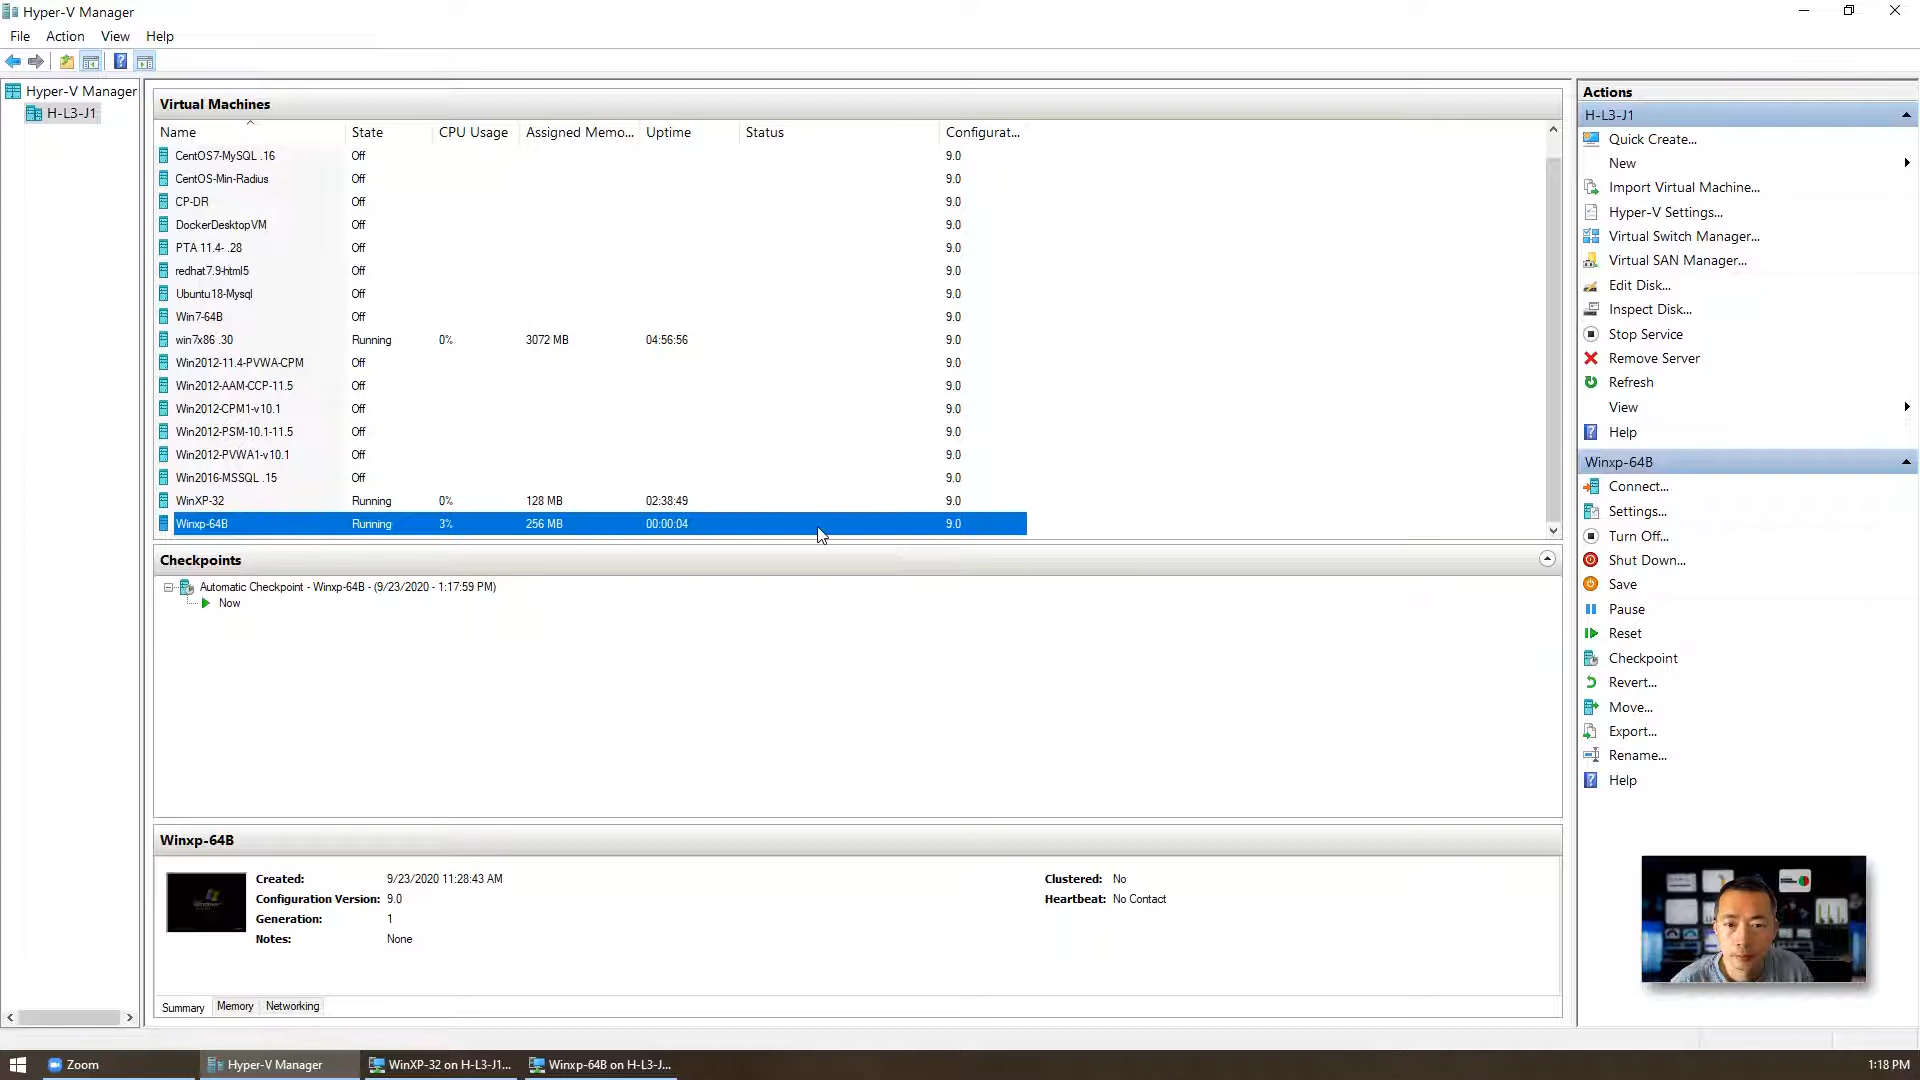 Hyper-V Manager
File Action View Help
Hyper-V Manager
H-L3-J1
Virtual Machines
Name State CPU Usage Assigned Memo... Uptime Status Configurat...
CentOS7-MySQL .16 Off 9.0
CentOS-Min-Radius Off 9.0
CP-DR Off 9.0
DockerDesktopVM Off 9.0
PTA 11.4- .28 Off 9.0
redhat7.9-html5 Off 9.0
Ubuntu18-Mysql Off 9.0
Win7-64B Off 9.0
win7x86 .30 Running 0% 3072 MB 04:56:56 9.0
Win2012-11.4-PVWA-CPM Off 9.0
Win2012-AAM-CCP-11.5 Off 9.0
Win2012-CPM1-v10.1 Off 9.0
Win2012-PSM-10.1-11.5 Off 9.0
Win2012-PVWA1-v10.1 Off 9.0
Win2016-MSSQL .15 Off 9.0
WinXP-32 Running 0% 128 MB 02:38:49 9.0
Winxp-64B Running 3% 256 MB 00:00:04 9.0
Checkpoints
Automatic Checkpoint - Winxp-64B - (9/23/2020 - 1:17:59 PM)
Now
Winxp-64B
Created: 9/23/2020 11:28:43 AM Clustered: No
Configuration Version: 9.0 Heartbeat: No Contact
Generation: 1
Notes: None
Summary Memory Networking
Actions
H-L3-J1
Quick Create...
New
Import Virtual Machine...
Hyper-V Settings...
Virtual Switch Manager...
Virtual SAN Manager...
Edit Disk...
Inspect Disk...
Stop Service
Remove Server
Refresh
View
Help
Winxp-64B
Connect...
Settings...
Turn Off...
Shut Down...
Save
Pause
Reset
Checkpoint
Revert...
Move...
Export...
Rename...
Help
Zoom Hyper-V Manager WinXP-32 on H-L3-J1... Winxp-64B on H-L3-J... 1:18 PM